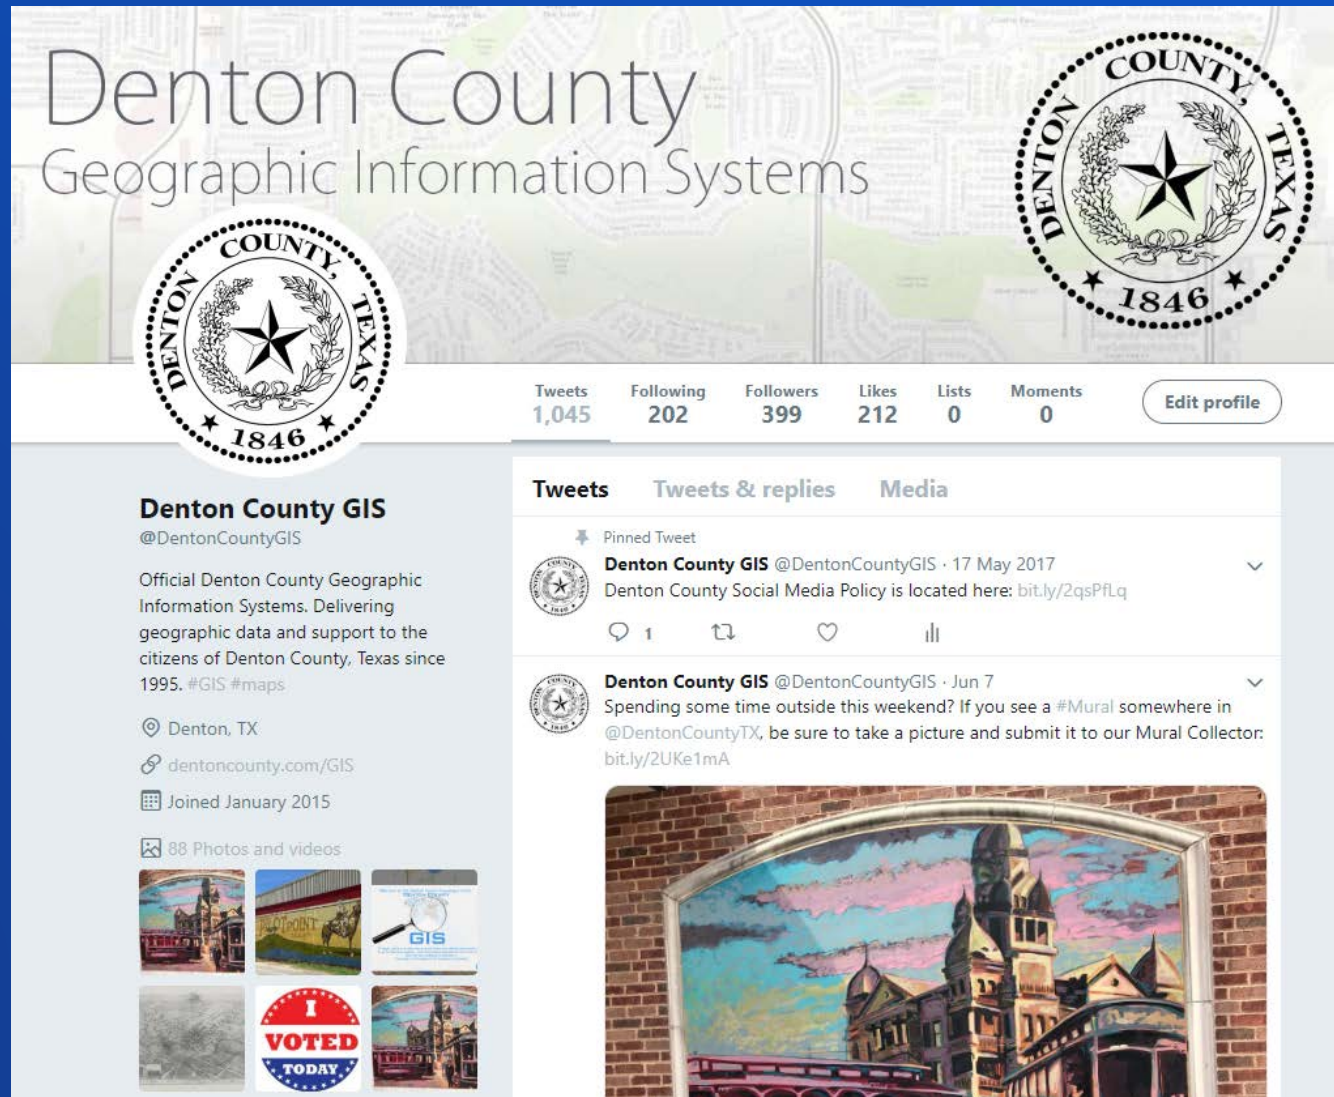 Denton County
Geographic Information Systems
DENTON COUNTY, TEXAS
1846
DENTON COUNTY, TEXAS
1846
Tweets Following Followers Likes Lists Moments
1,045 202 399 212 0 0
Edit profile
Denton County GIS
@DentonCountyGIS
Official Denton County Geographic
Information Systems. Delivering
geographic data and support to the
citizens of Denton County, Texas since
1995. #GIS #maps
Denton, TX
dentoncounty.com/GIS
Joined January 2015
88 Photos and videos
GIS
I
VOTED
TODAY
Tweets Tweets & replies Media
Pinned Tweet
Denton County GIS @DentonCountyGIS · 17 May 2017
Denton County Social Media Policy is located here: bit.ly/2qsPfLq
1
Denton County GIS @DentonCountyGIS · Jun 7
Spending some time outside this weekend? If you see a #Mural somewhere in
@DentonCountyTX, be sure to take a picture and submit it to our Mural Collector:
bit.ly/2UKe1mA